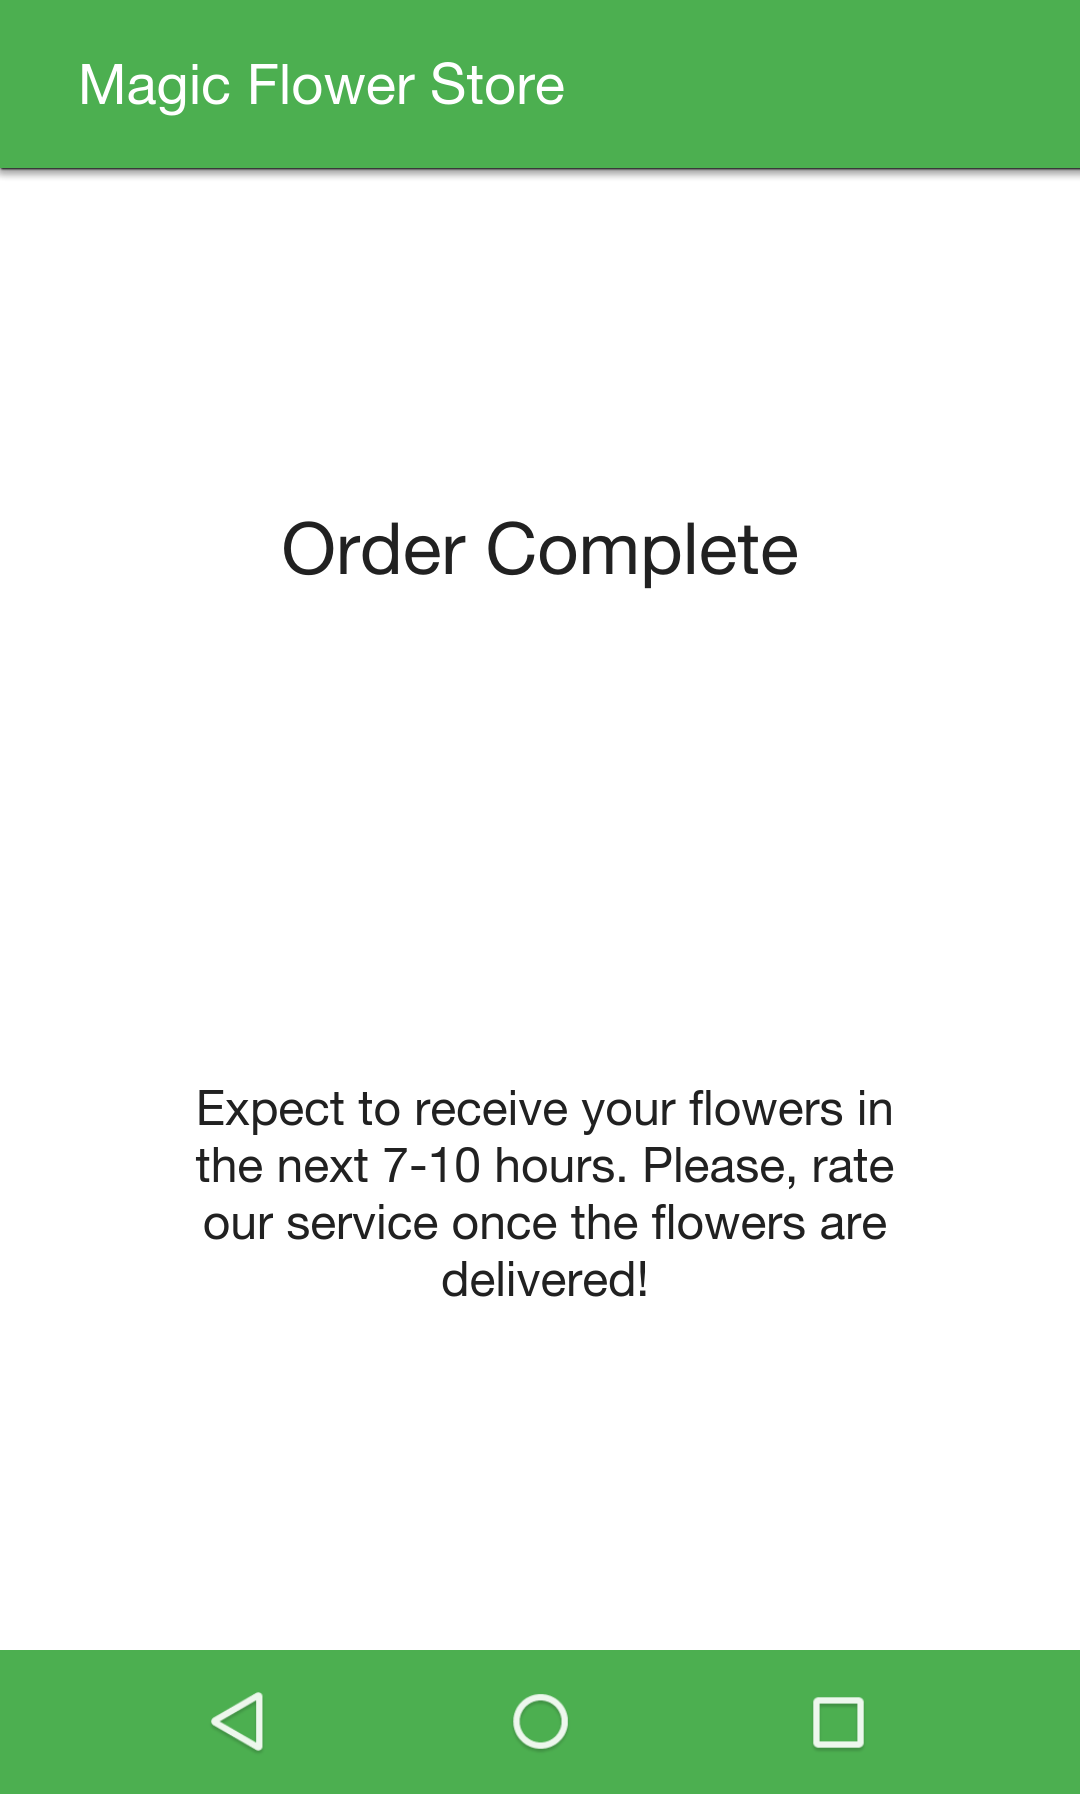 Magic Flower Store
Order Complete
Expect to receive your flowers in
the next 7-10 hours. Please, rate
our service once the flowers are
delivered!